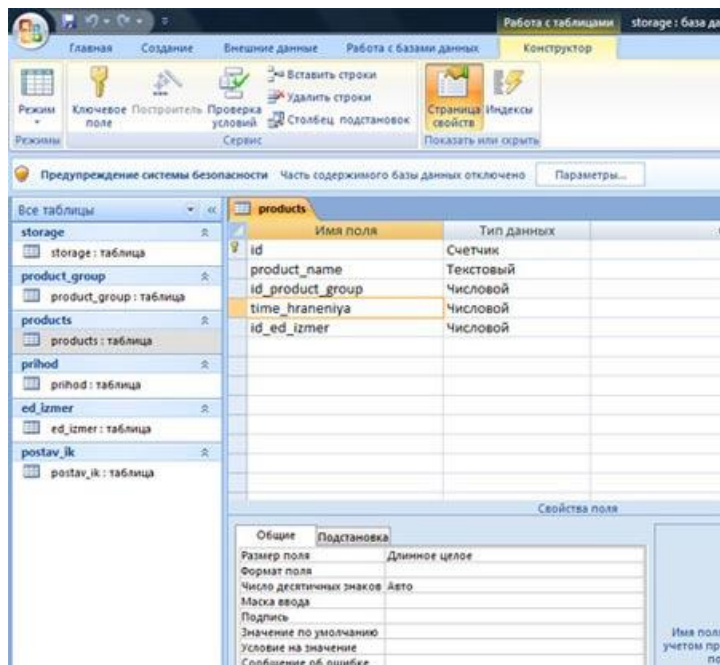 Работа с таблицами storage : база да
Главная Создание Внешние данные Работа с базами данных Конструктор
Режим
Ключевое поле
Построитель
Проверка условий
Вставить строки
Удалить строки
Столбец подстановок
Страница свойств
Индексы
Режимы Сервис Показать или скрыть
Предупреждение системы безопасности Часть содержимого базы данных отключено Параметры...
Все таблицы
storage
storage : таблица
product_group
product_group : таблица
products
products : таблица
prihod
prihod : таблица
ed_izmer
ed_izmer : таблица
postav_ik
postav_ik : таблица
products
Имя поля Тип данных
id Счетчик
product_name Текстовый
id_product_group Числовой
time_hraneniya Числовой
id_ed_izmer Числовой
Свойства поля
Общие Подстановка
Размер поля Длинное целое
Формат поля
Число десятичных знаков Авто
Маска ввода
Подпись
Значение по умолчанию
Условие на значение
Сообщение об ошибке
Имя пол
учетом пр